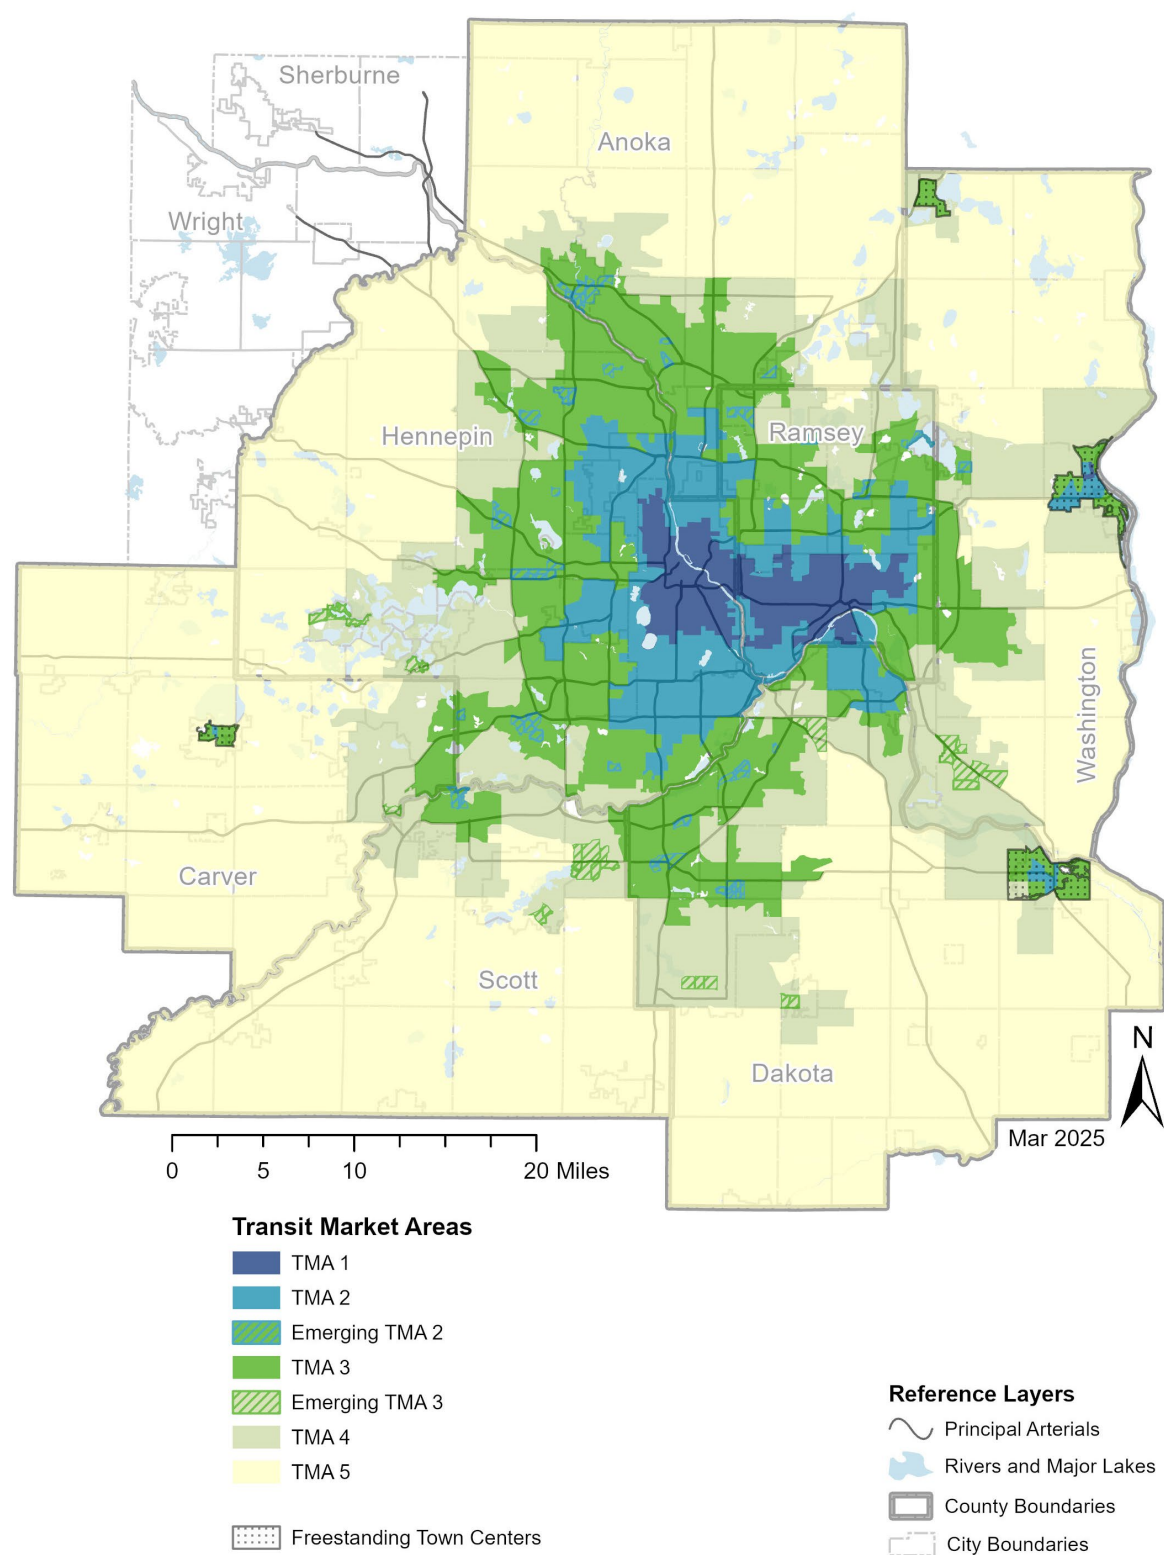 Sherburne
Anoka
Wright
Hennepin
Ramsey
Washington
Carver
Scott
Dakota
N
Mar 2025
0 5 10 20 Miles
Transit Market Areas
TMA 1
TMA 2
Emerging TMA 2
TMA 3
Emerging TMA 3
TMA 4
TMA 5
Freestanding Town Centers
Reference Layers
Principal Arterials
Rivers and Major Lakes
County Boundaries
City Boundaries